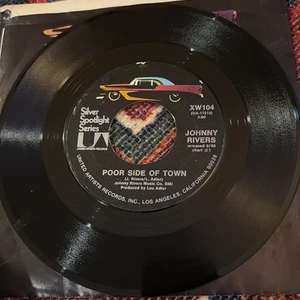 Silver
Spotlight
Series
UA
XW104
JOHNNY
RIVERS
POOR SIDE OF TOWN
(J. Rivers/L. Adler)
Johnny Rivers Music Co. BMI
Produced by Lou Adler
UNITED ARTISTS RECORDS, INC., LOS ANGELES, CALIFORNIA 90028